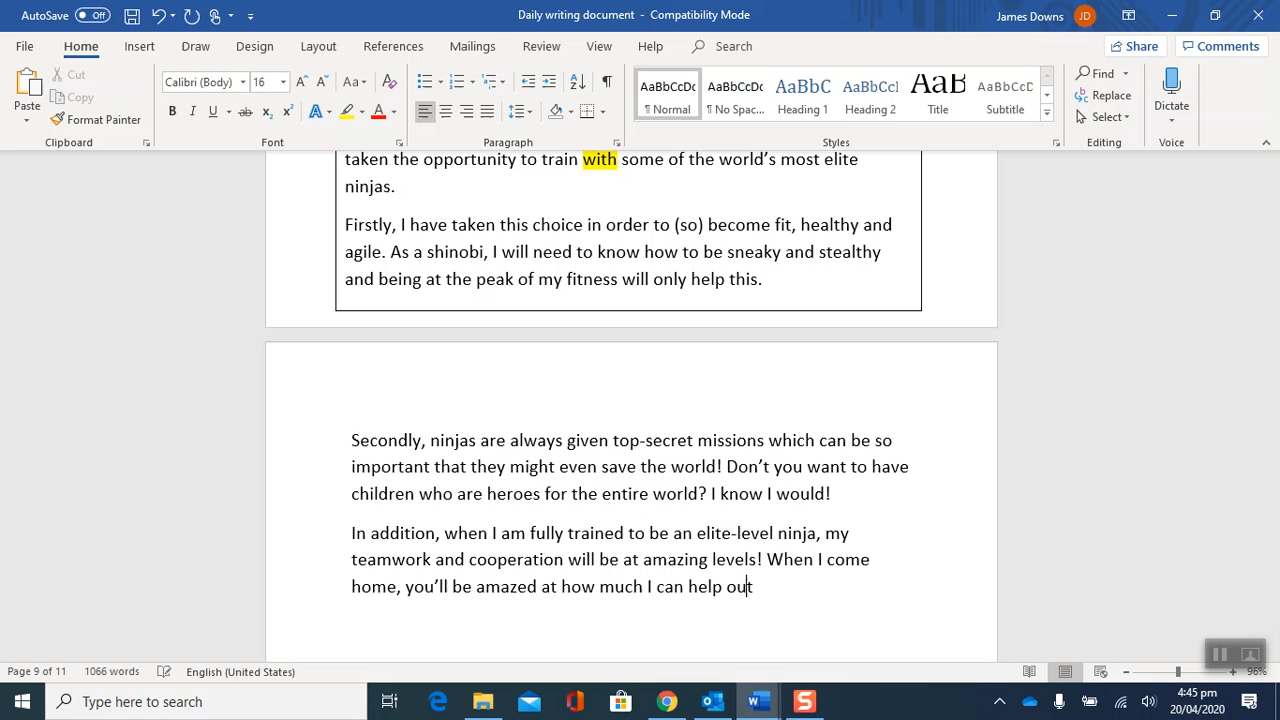 AutoSave Off Daily writing document - Compatibility Mode James Downs JD
File Home Insert Draw Design Layout References Mailings Review View Help Search Share Comments
Paste Cut Copy Format Painter
Calibri (Body) 16 Aa
B I U ab x₂ x² A A
AaBbCcDc AaBbCcDc AaBbC AaBbCcI AaB AaBbCcD
¶ Normal ¶ No Spac... Heading 1 Heading 2 Title Subtitle
Find Replace Select Dictate
Clipboard Font Paragraph Styles Editing Voice
taken the opportunity to train with some of the world’s most elite
ninjas.
Firstly, I have taken this choice in order to (so) become fit, healthy and
agile. As a shinobi, I will need to know how to be sneaky and stealthy
and being at the peak of my fitness will only help this.
Secondly, ninjas are always given top-secret missions which can be so
important that they might even save the world! Don’t you want to have
children who are heroes for the entire world? I know I would!
In addition, when I am fully trained to be an elite-level ninja, my
teamwork and cooperation will be at amazing levels! When I come
home, you’ll be amazed at how much I can help out
Page 9 of 11 1066 words English (United States) 96%
Type here to search
4:45 pm
20/04/2020